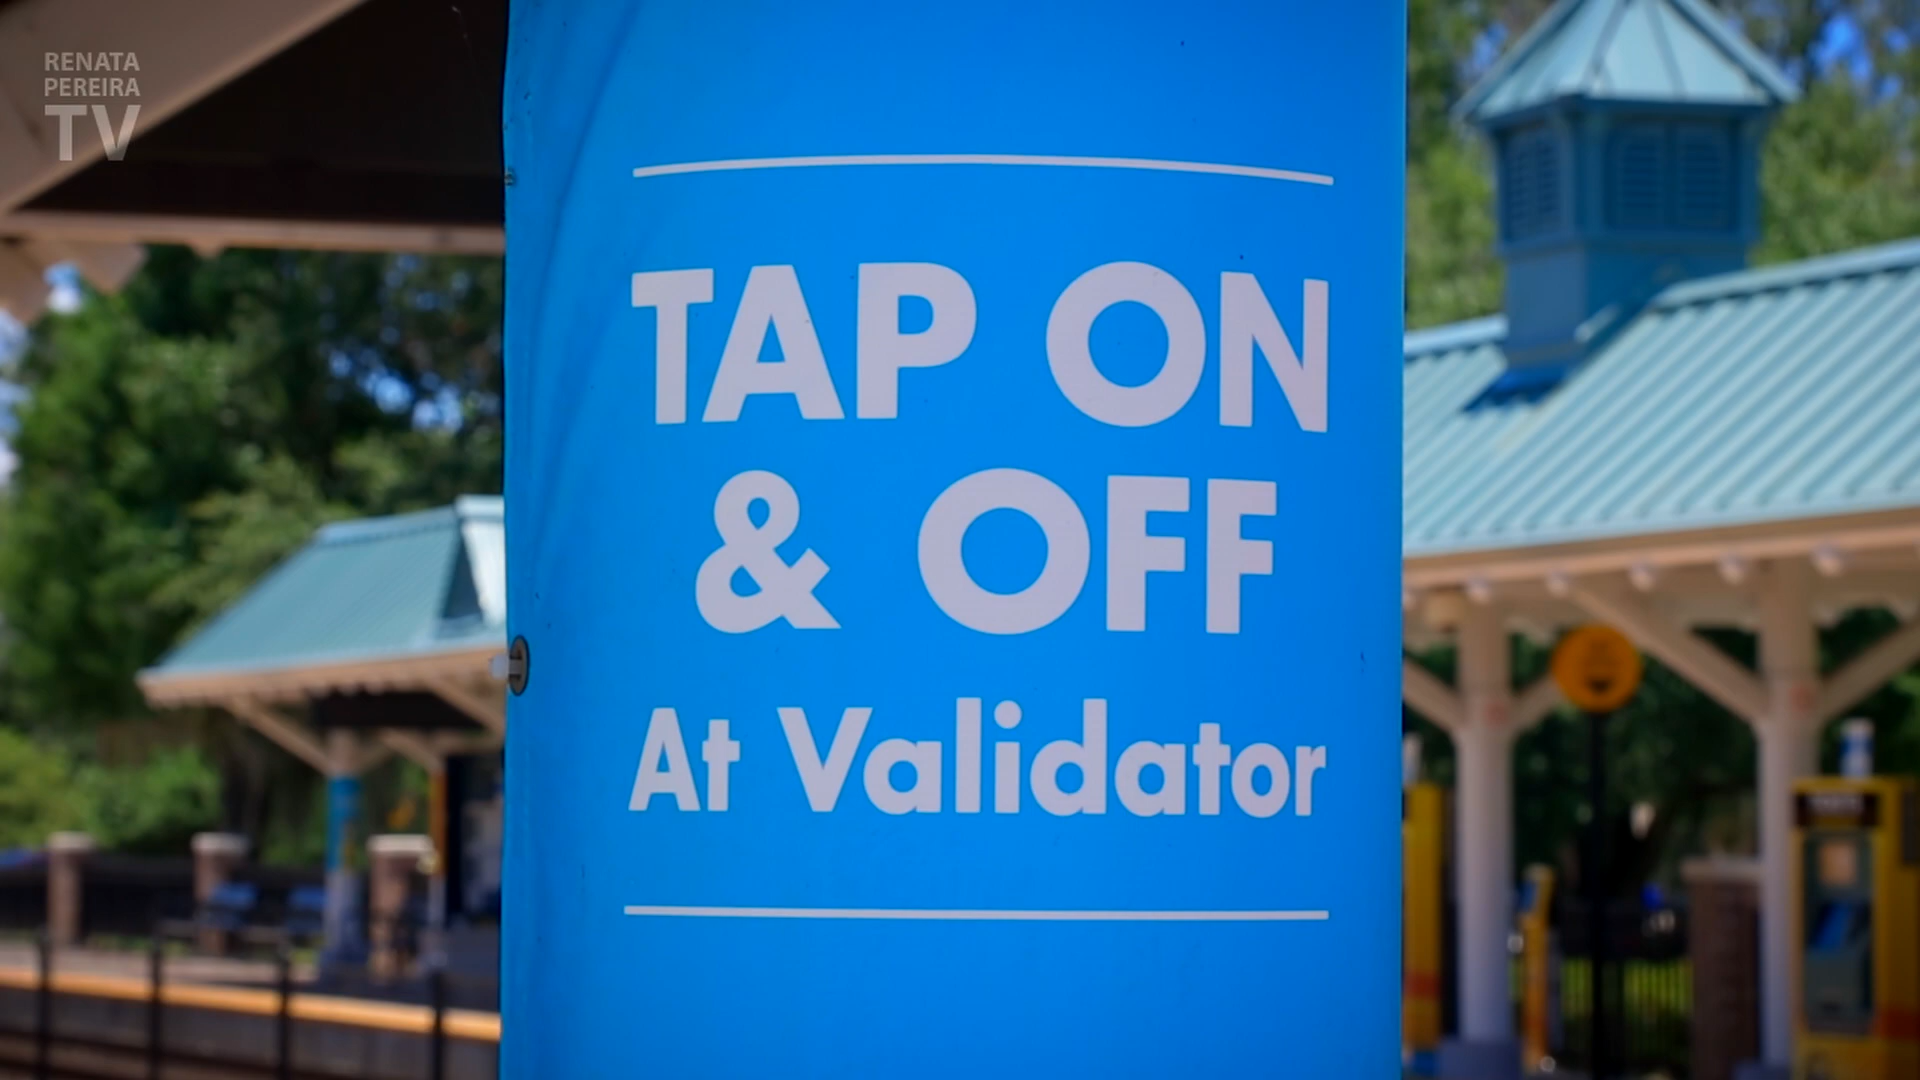 RENATA
PEREIRA
TV
TAP ON
& OFF
At Validator